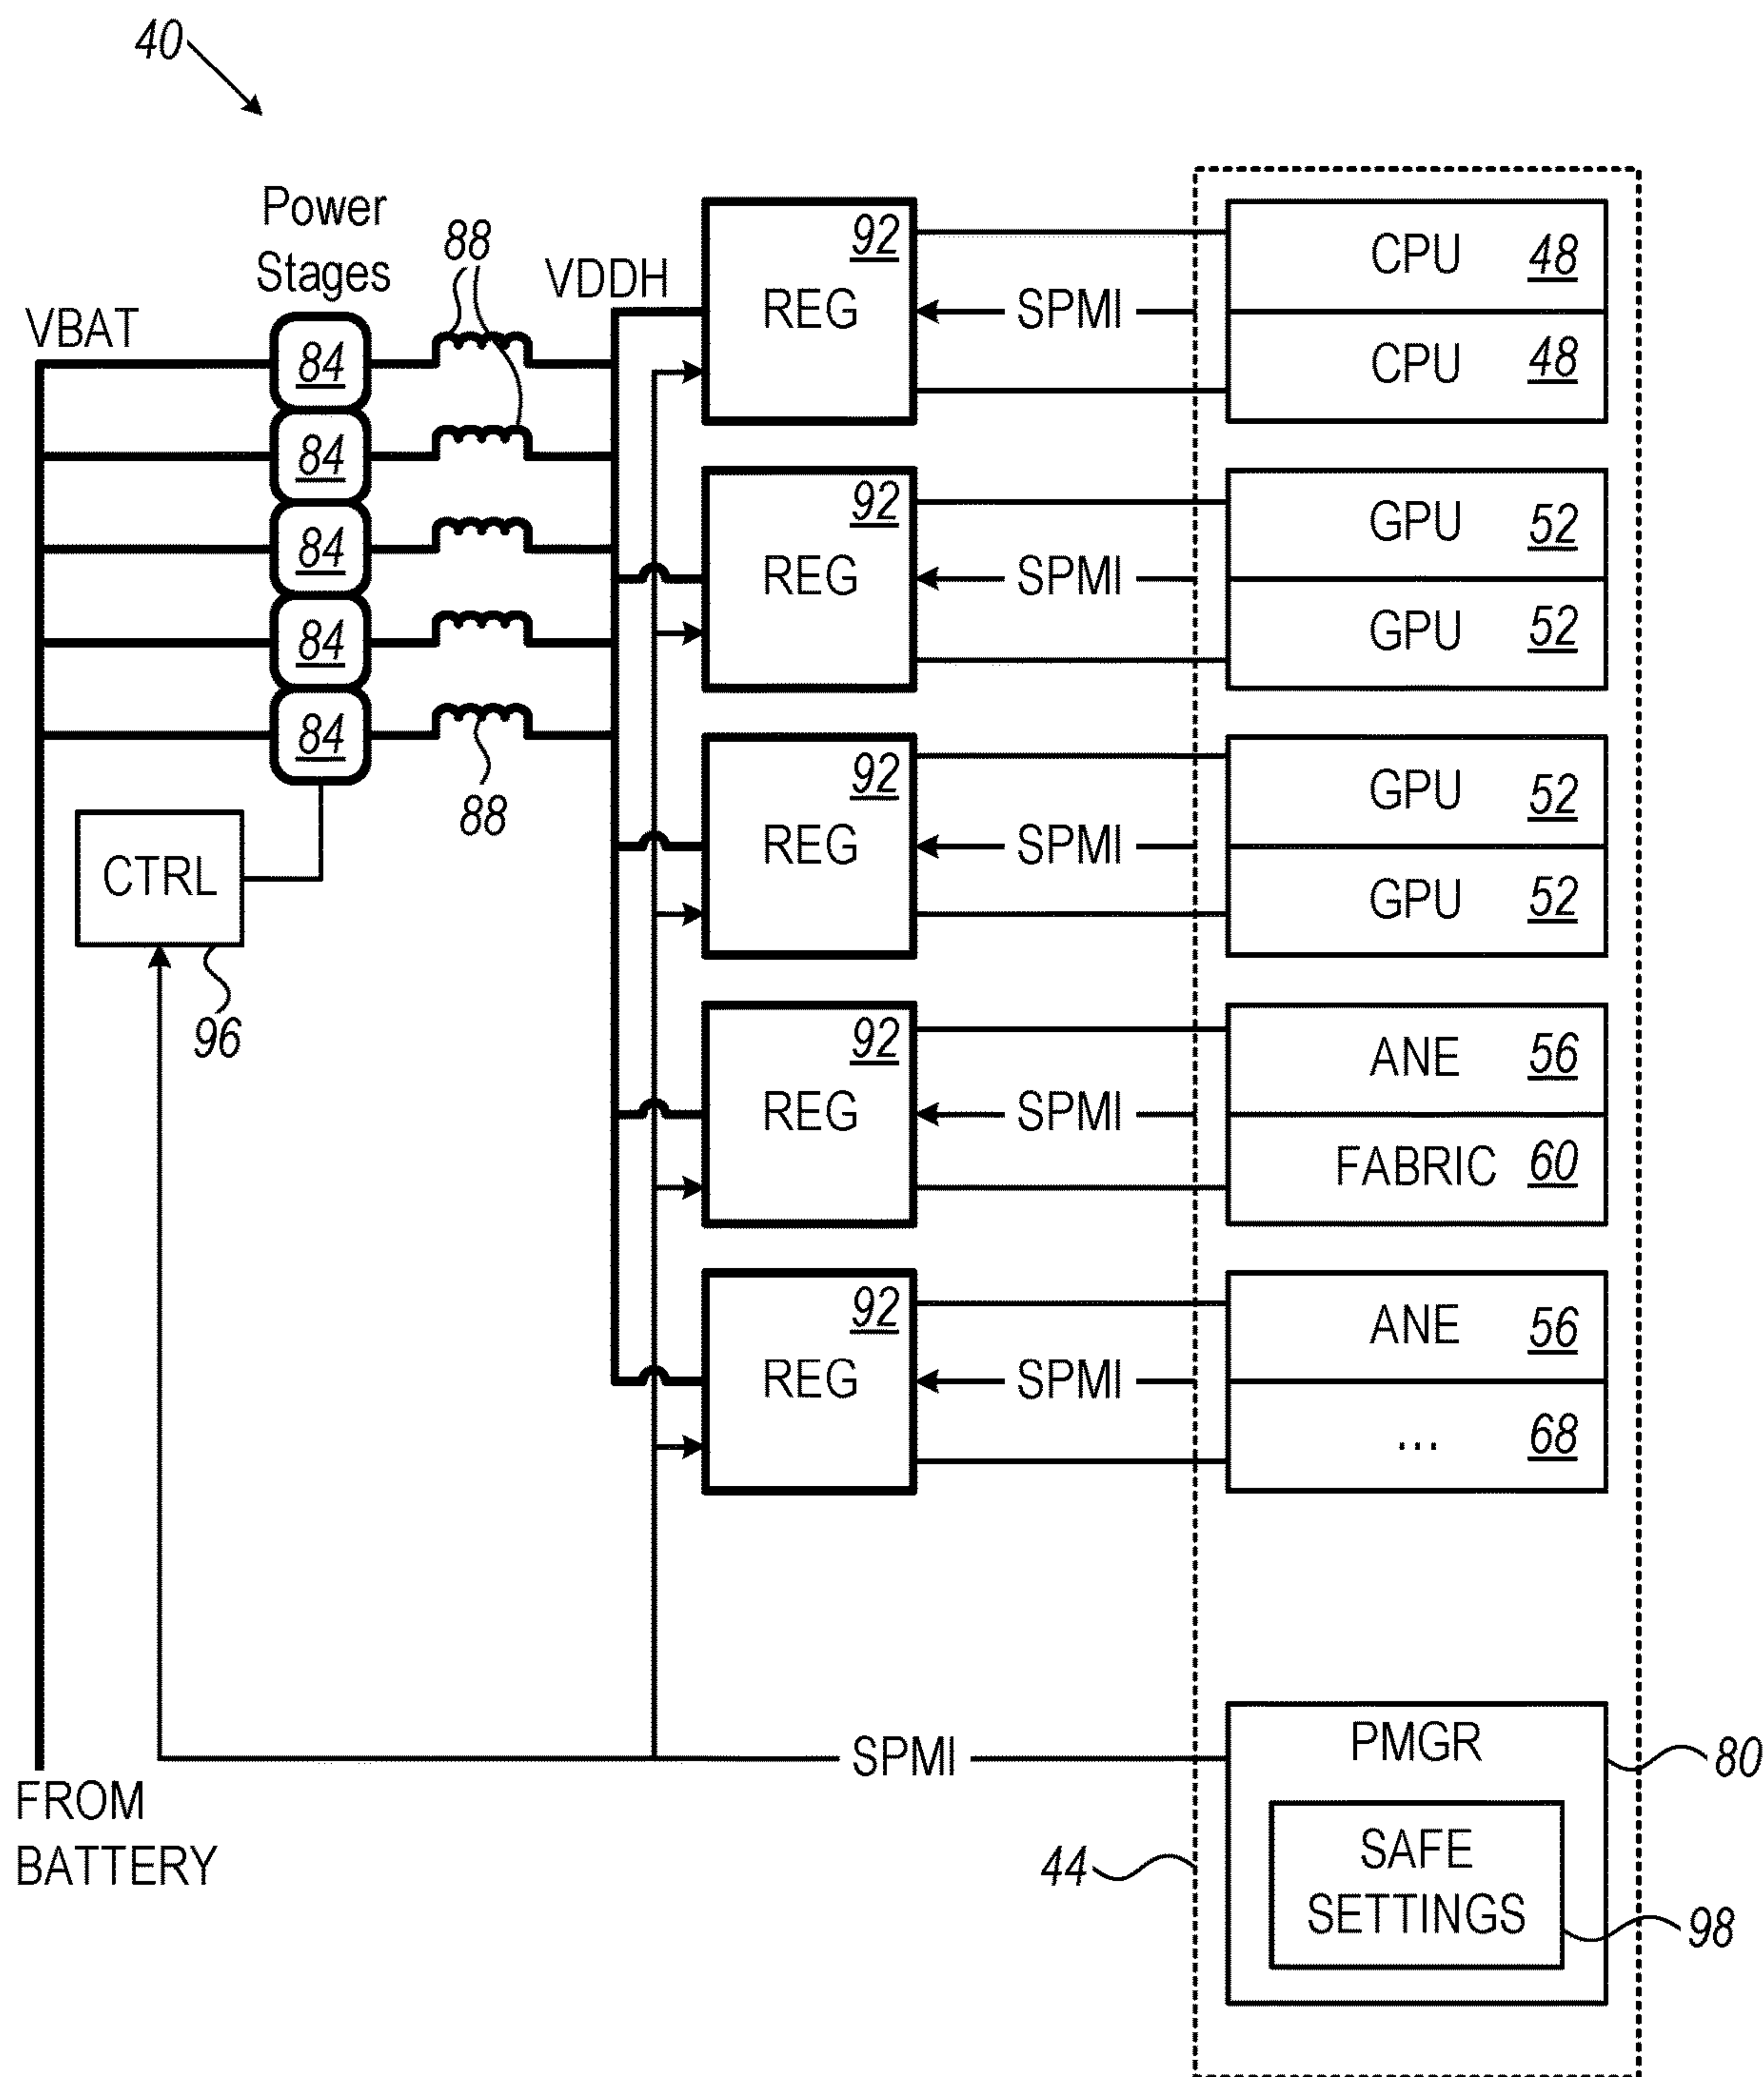 40
Power
Stages
88
VDDH
VBAT
84
84
84
84
84
88
CTRL
96
92
REG
SPMI
CPU 48
CPU 48
92
REG
SPMI
GPU 52
GPU 52
92
REG
SPMI
GPU 52
GPU 52
92
REG
SPMI
ANE 56
FABRIC 60
92
REG
SPMI
ANE 56
... 68
SPMI
PMGR
80
SAFE
SETTINGS
98
44
FROM
BATTERY